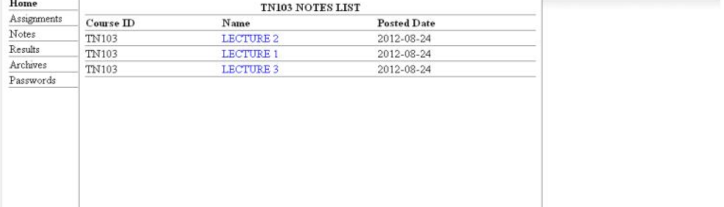 Home
Assignments
Notes
Results
Archives
Passwords
TN103 NOTES LIST
Course ID Name Posted Date
TN103 LECTURE 2 2012-08-24
TN103 LECTURE 1 2012-08-24
TN103 LECTURE 3 2012-08-24